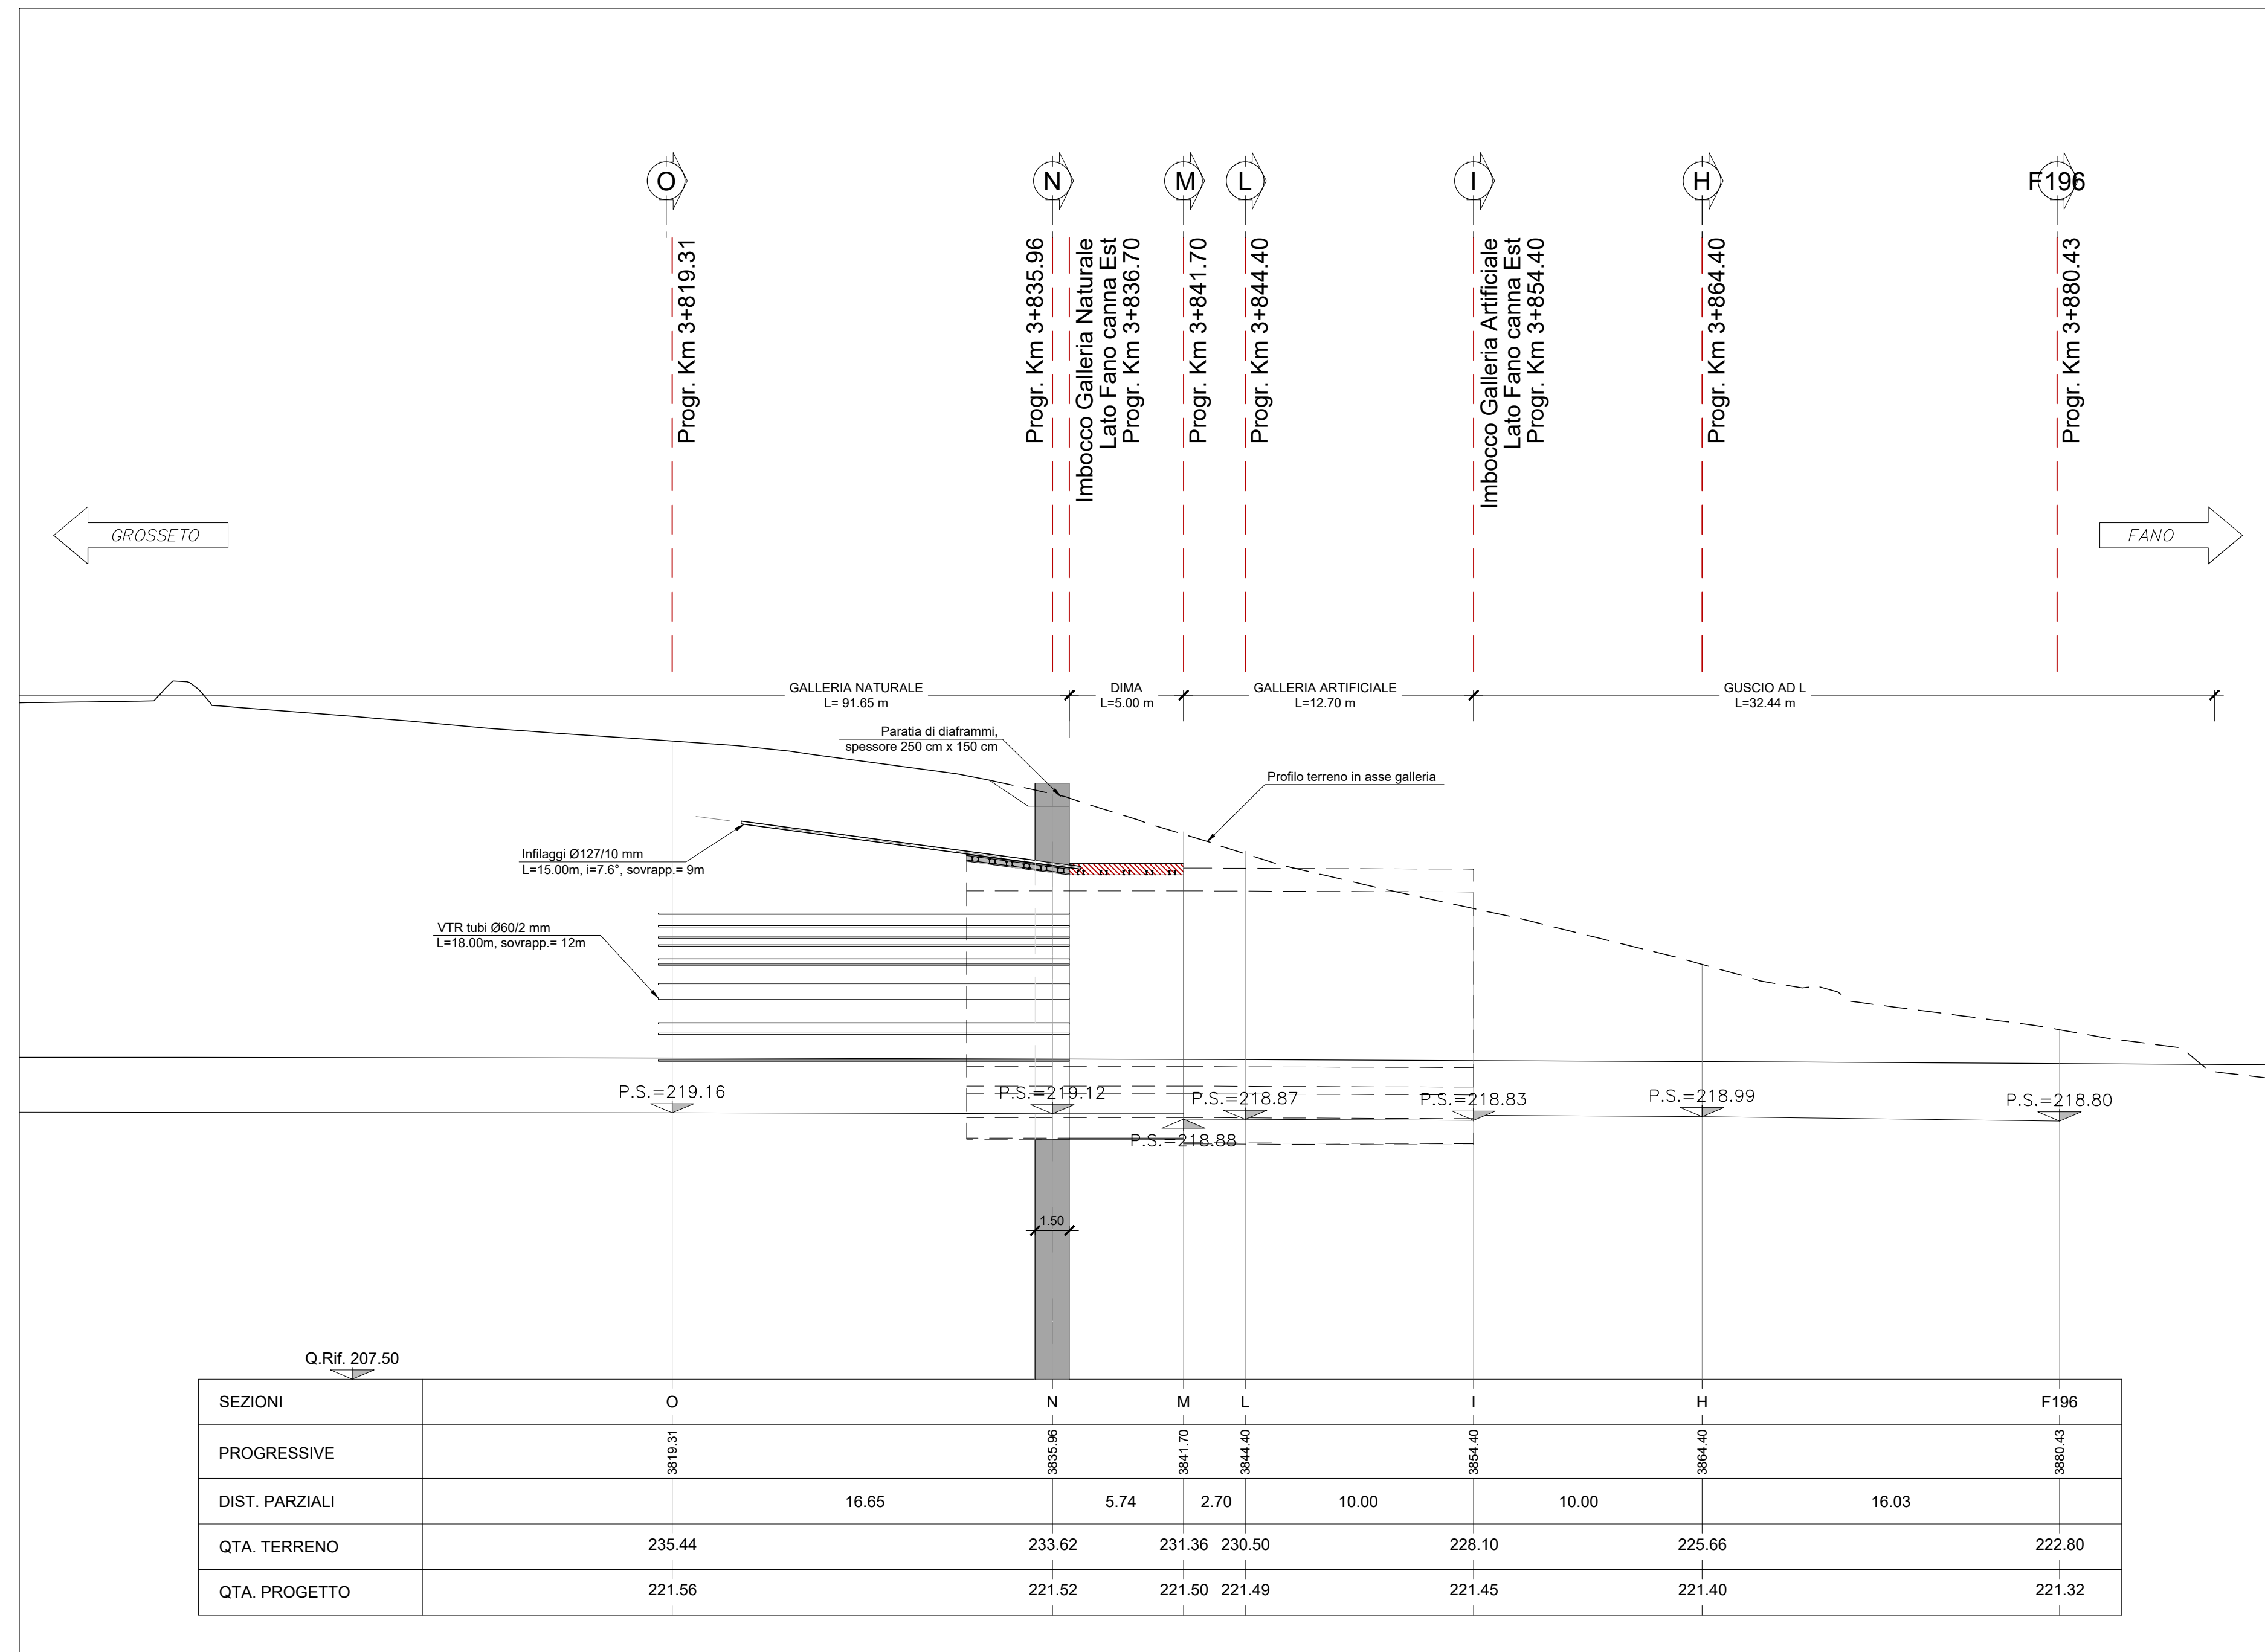 O
N
M
L
I
H
F196
Progr. Km 3+819.31
Progr. Km 3+835.96
Imbocco Galleria Naturale
Lato Fano canna Est
Progr. Km 3+836.70
Progr. Km 3+841.70
Progr. Km 3+844.40
Imbocco Galleria Artificiale
Lato Fano canna Est
Progr. Km 3+854.40
Progr. Km 3+864.40
Progr. Km 3+880.43
GROSSETO
FANO
GALLERIA NATURALE
L= 91.65 m
DIMA
L=5.00 m
GALLERIA ARTIFICIALE
L=12.70 m
GUSCIO AD L
L=32.44 m
Paratia di diaframmi,
spessore 250 cm x 150 cm
Profilo terreno in asse galleria
Infilaggi Ø127/10 mm
L=15.00m, i=7.6°, sovrapp.= 9m
VTR tubi Ø60/2 mm
L=18.00m, sovrapp.= 12m
P.S.=219.16
P.S.=219.12
P.S.=218.88
P.S.=218.87
P.S.=218.83
P.S.=218.99
P.S.=218.80
1.50
Q.Rif. 207.50
SEZIONI O N M L I H F196
PROGRESSIVE 3819.31 3835.96 3841.70 3844.40 3854.40 3864.40 3880.43
DIST. PARZIALI 16.65 5.74 2.70 10.00 10.00 16.03
QTA. TERRENO 235.44 233.62 231.36 230.50 228.10 225.66 222.80
QTA. PROGETTO 221.56 221.52 221.50 221.49 221.45 221.40 221.32